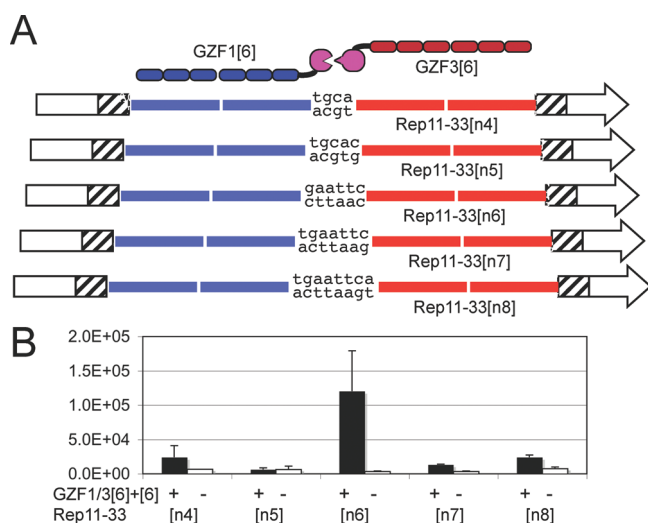 A
GZF1[6]
GZF3[6]
tgca
acgt
Rep11-33[n4]
tgcac
acgtg
Rep11-33[n5]
gaattc
cttaac
Rep11-33[n6]
tgaattc
acttaag
Rep11-33[n7]
tgaattca
acttaagt
Rep11-33[n8]
B
2.0E+05
1.5E+05
1.0E+05
5.0E+04
0.0E+00
GZF1/3[6]+[6] + - + - + - + - + -
Rep11-33 [n4] [n5] [n6] [n7] [n8]